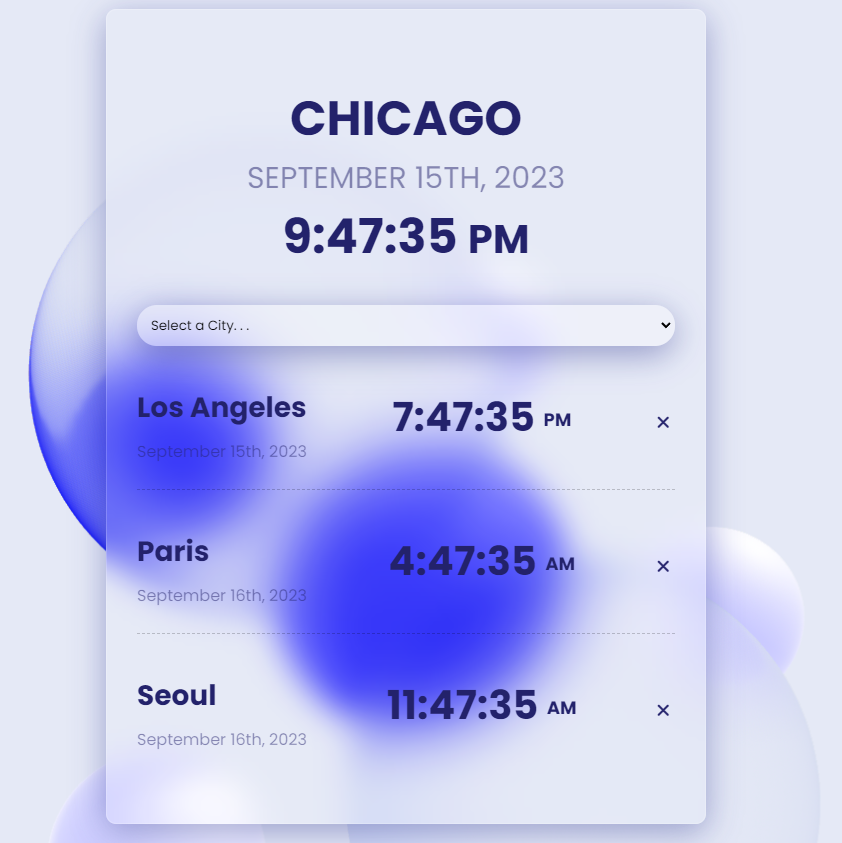 CHICAGO
SEPTEMBER 15TH, 2023
9:47:35 PM
Select a City. . .
Los Angeles
7:47:35 PM
×
September 15th, 2023
Paris
4:47:35 AM
×
September 16th, 2023
Seoul
11:47:35 AM
×
September 16th, 2023